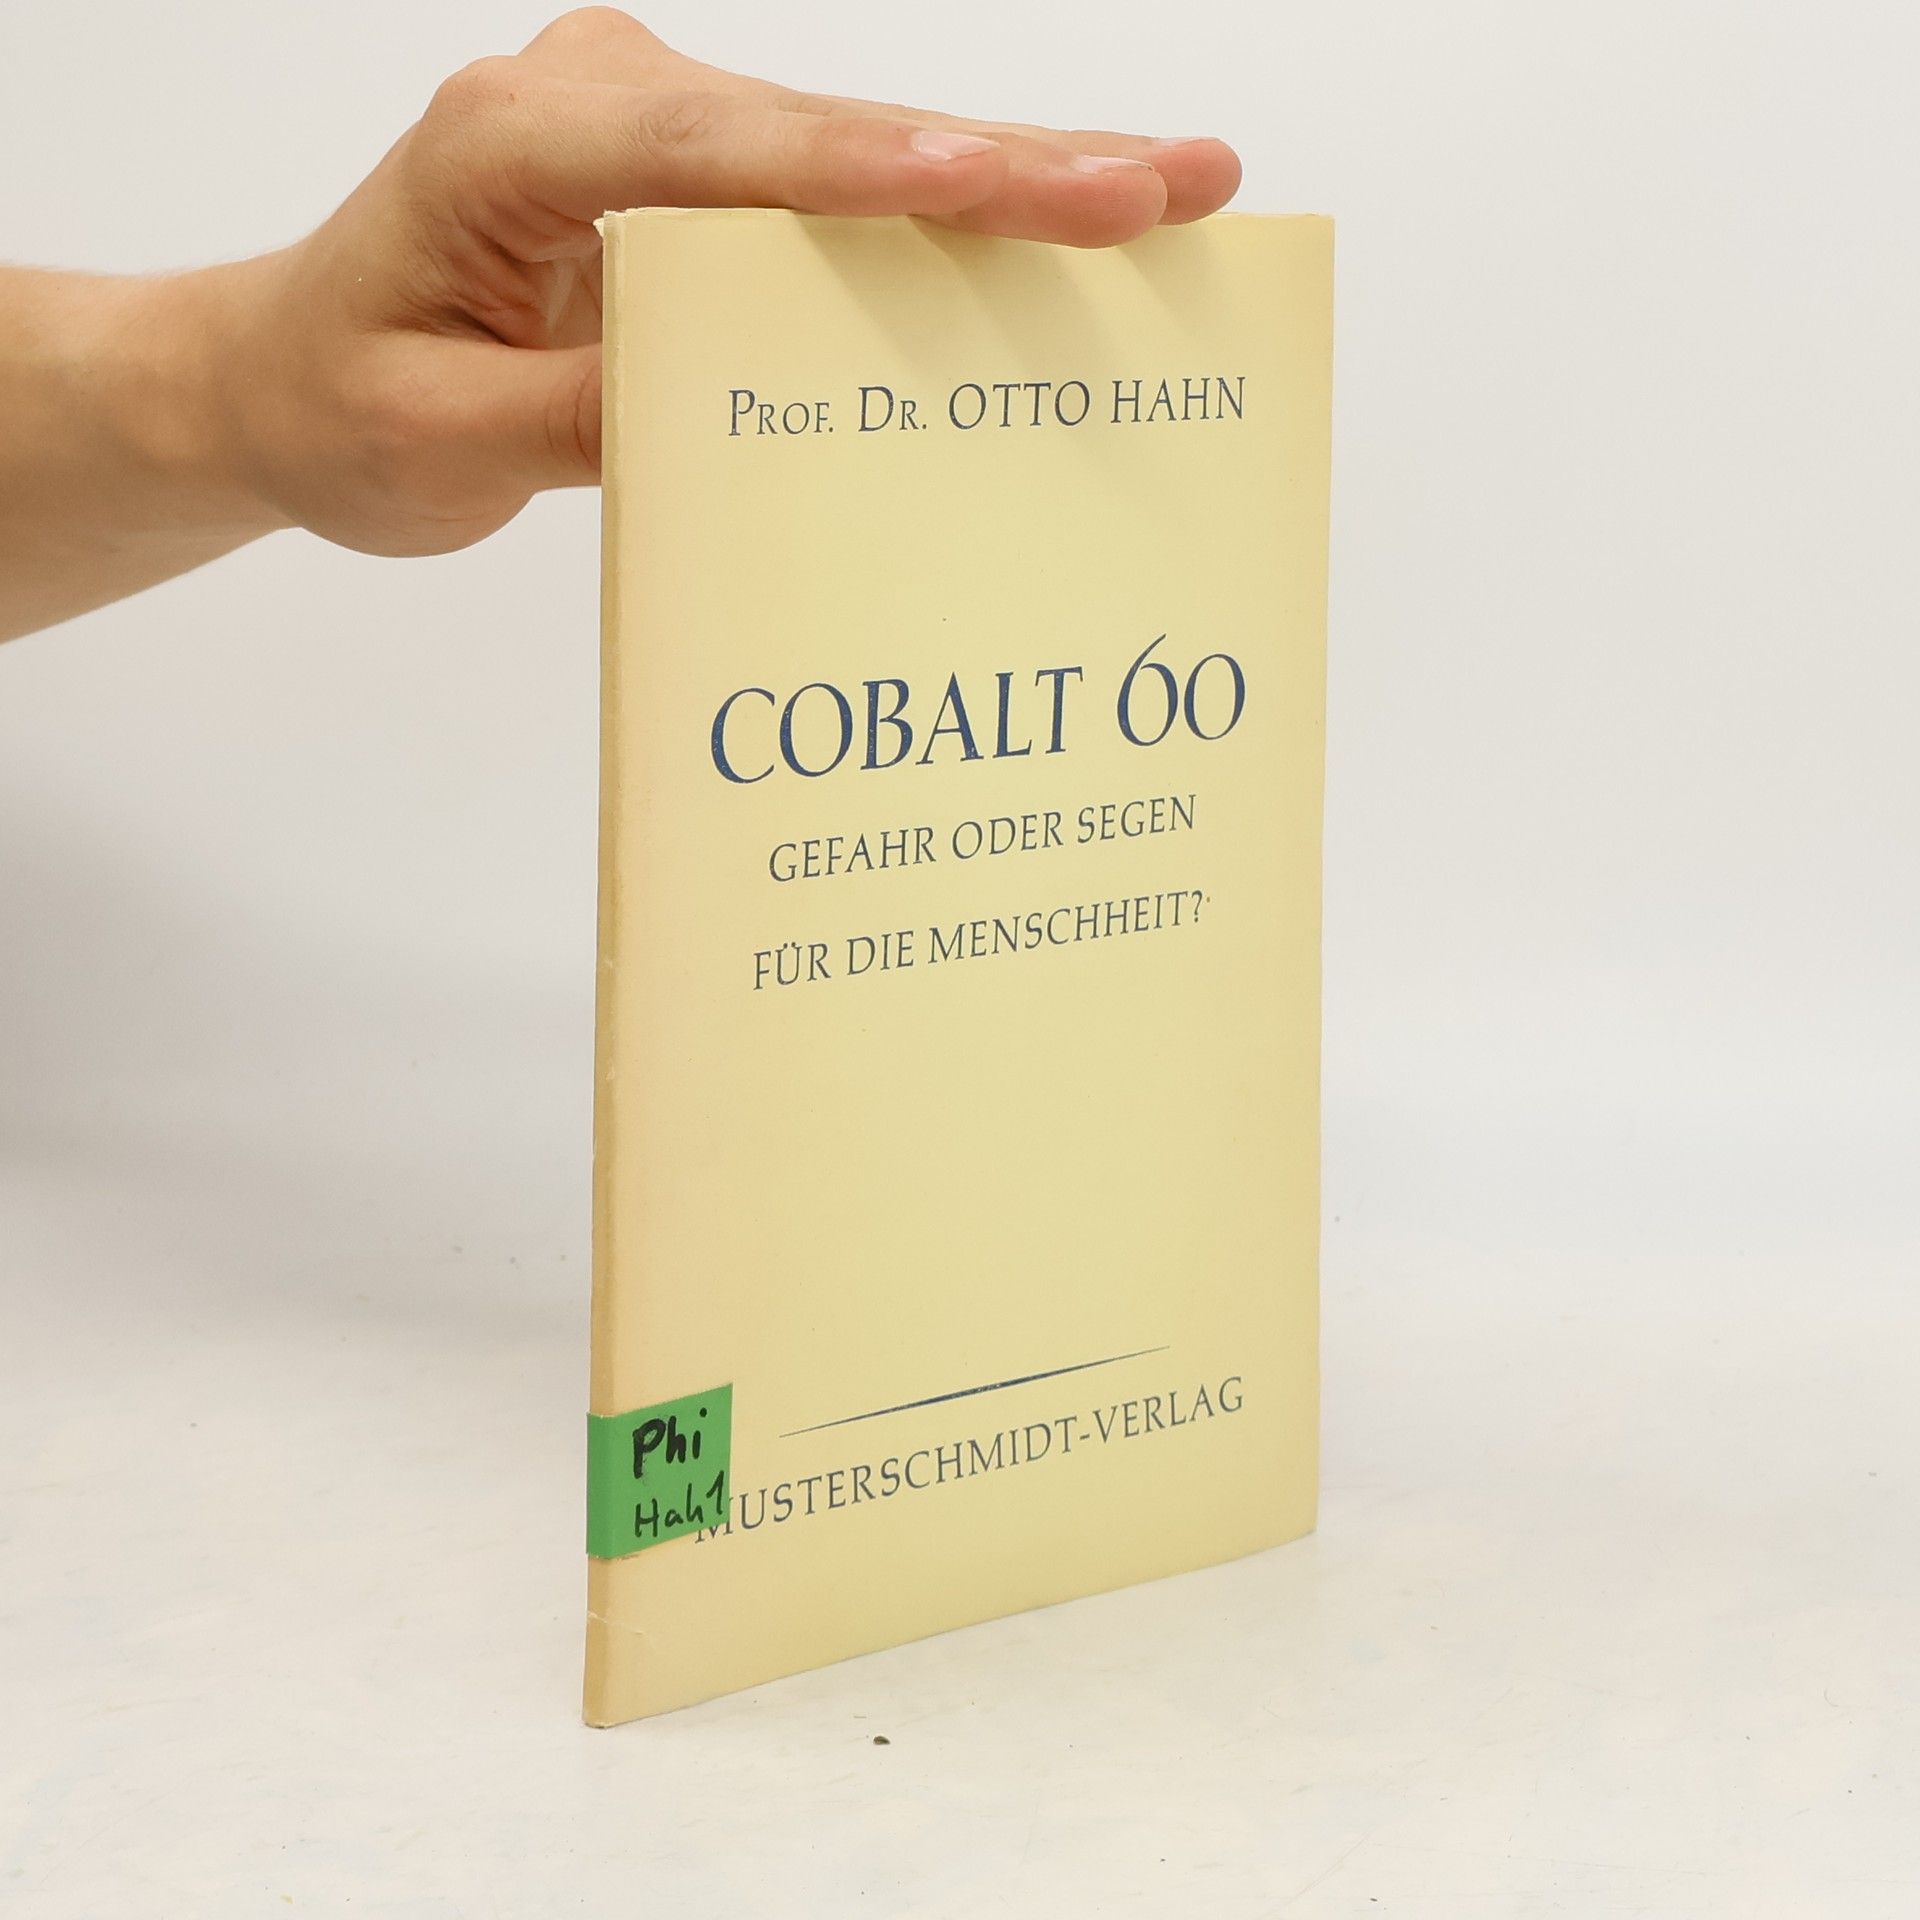 PROF. DR. OTTO HAHN
COBALT 60
GEFAHR ODER SEGEN
FÜR DIE MENSCHHEIT?
Phi
Hah1
MUSTERSCHMIDT-VERLAG